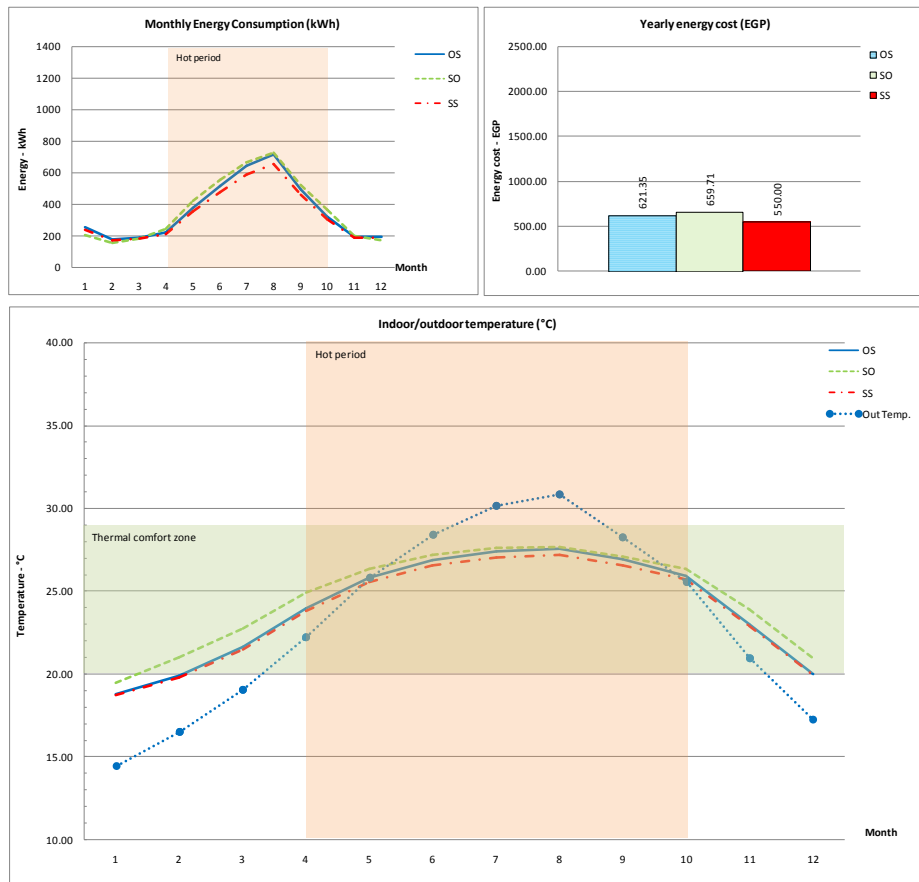 Monthly Energy Consumption (kWh)
1400
1200
1000
800
600
400
200
0
Energy - kWh
Hot period
1 2 3 4 5 6 7 8 9 10 11 12
Month
OS
SO
SS
Yearly energy cost (EGP)
2500.00
2000.00
1500.00
1000.00
500.00
0.00
Energy cost - EGP
621.35
659.71
550.00
OS
SO
SS
Indoor/outdoor temperature (°C)
40.00
35.00
30.00
25.00
20.00
15.00
10.00
Temperature - °C
Hot period
Thermal comfort zone
OS
SO
SS
Out Temp.
Month
1 2 3 4 5 6 7 8 9 10 11 12